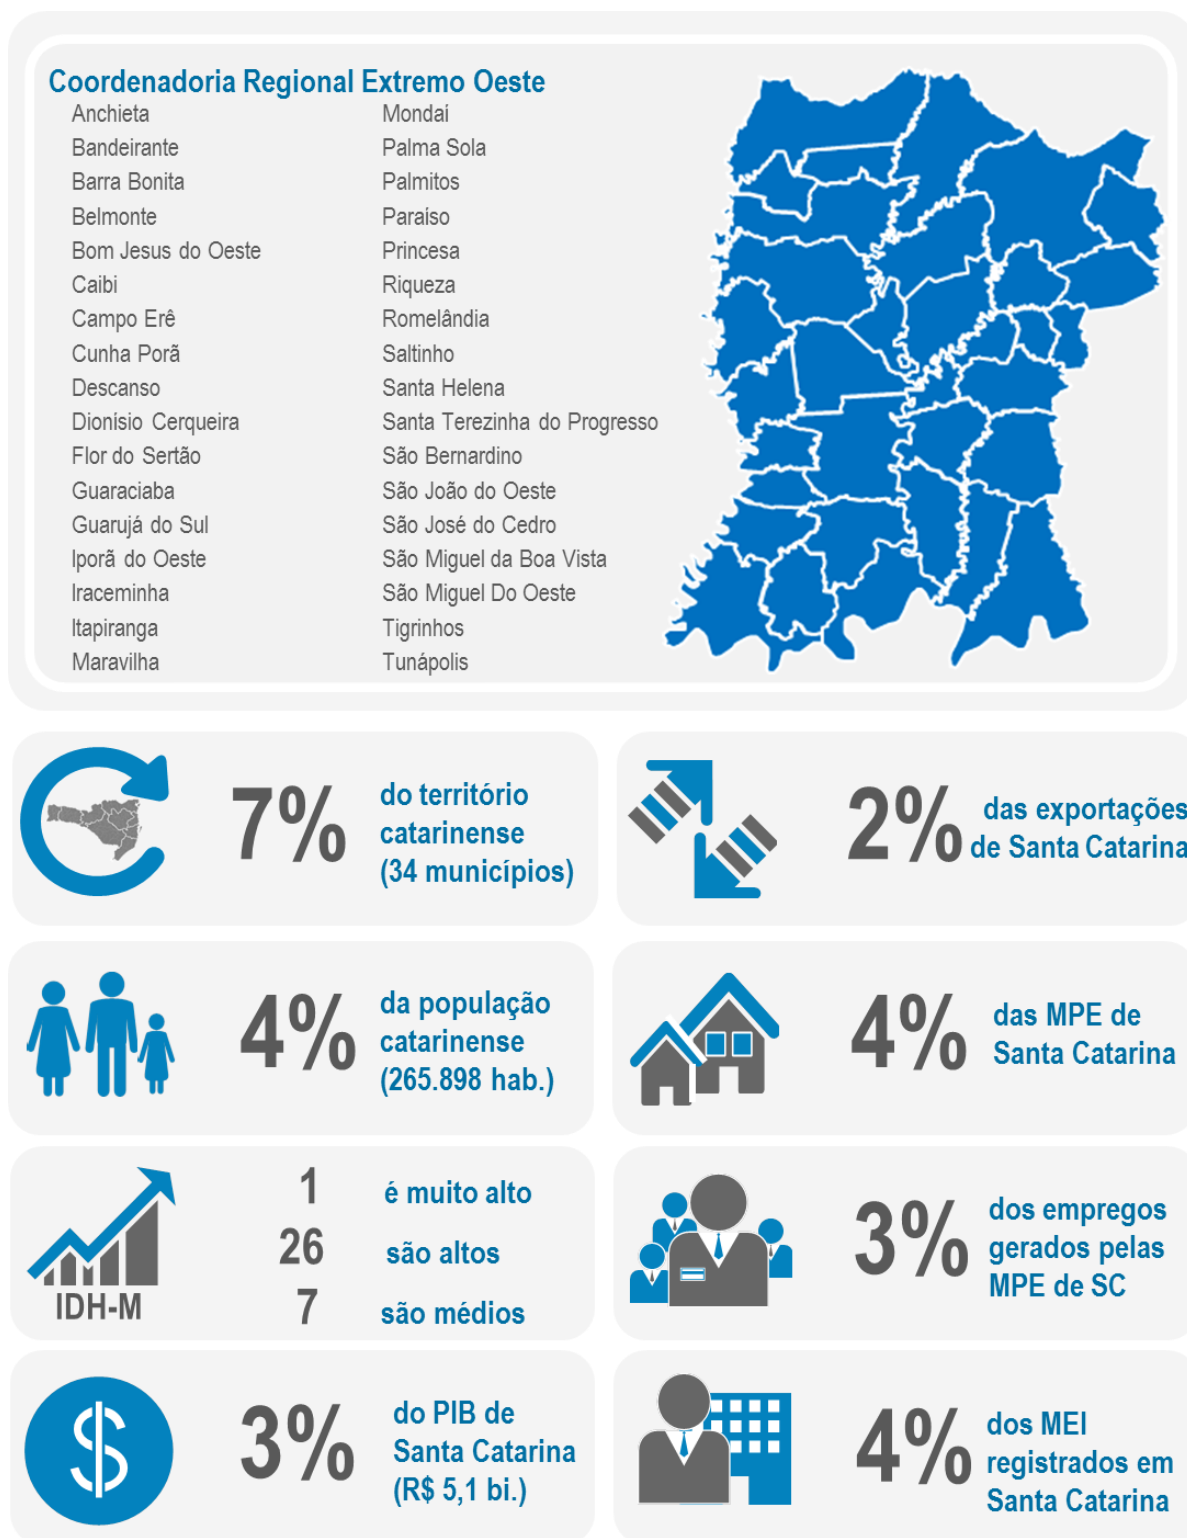 Coordenadoria Regional Extremo Oeste
Anchieta
Bandeirante
Barra Bonita
Belmonte
Bom Jesus do Oeste
Caibi
Campo Erê
Cunha Porã
Descanso
Dionísio Cerqueira
Flor do Sertão
Guaraciaba
Guarujá do Sul
Iporã do Oeste
Iraceminha
Itapiranga
Maravilha
Mondaí
Palma Sola
Palmitos
Paraíso
Princesa
Riqueza
Romelândia
Saltinho
Santa Helena
Santa Terezinha do Progresso
São Bernardino
São João do Oeste
São José do Cedro
São Miguel da Boa Vista
São Miguel Do Oeste
Tigrinhos
Tunápolis
7%
do território
catarinense
(34 municípios)
2%
das exportações
de Santa Catarina
4%
da população
catarinense
(265.898 hab.)
4%
das MPE de
Santa Catarina
IDH-M
1 é muito alto
26 são altos
7 são médios
3%
dos empregos
gerados pelas
MPE de SC
3%
do PIB de
Santa Catarina
(R$ 5,1 bi.)
4%
dos MEI
registrados em
Santa Catarina